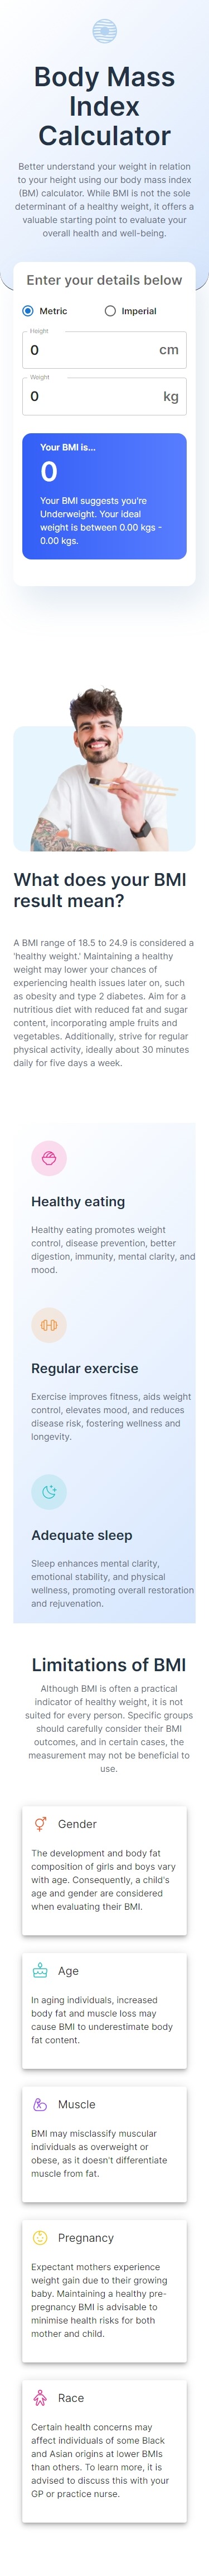 Body Mass
Index
Calculator
Better understand your weight in relation
to your height using our body mass index
(BM) calculator. While BMI is not the sole
determinant of a healthy weight, it offers a
valuable starting point to evaluate your
overall health and well-being.
Enter your details below
Metric
Imperial
Height
0 cm
Weight
0 kg
Your BMI is...
0
Your BMI suggests you're
Underweight. Your ideal
weight is between 0.00 kgs -
0.00 kgs.
What does your BMI
result mean?
A BMI range of 18.5 to 24.9 is considered a
'healthy weight.' Maintaining a healthy
weight may lower your chances of
experiencing health issues later on, such
as obesity and type 2 diabetes. Aim for a
nutritious diet with reduced fat and sugar
content, incorporating ample fruits and
vegetables. Additionally, strive for regular
physical activity, ideally about 30 minutes
daily for five days a week.
Healthy eating
Healthy eating promotes weight
control, disease prevention, better
digestion, immunity, mental clarity, and
mood.
Regular exercise
Exercise improves fitness, aids weight
control, elevates mood, and reduces
disease risk, fostering wellness and
longevity.
Adequate sleep
Sleep enhances mental clarity,
emotional stability, and physical
wellness, promoting overall restoration
and rejuvenation.
Limitations of BMI
Although BMI is often a practical
indicator of healthy weight, it is not
suited for every person. Specific groups
should carefully consider their BMI
outcomes, and in certain cases, the
measurement may not be beneficial to
use.
Gender
The development and body fat
composition of girls and boys vary
with age. Consequently, a child's
age and gender are considered
when evaluating their BMI.
Age
In aging individuals, increased
body fat and muscle loss may
cause BMI to underestimate body
fat content.
Muscle
BMI may misclassify muscular
individuals as overweight or
obese, as it doesn't differentiate
muscle from fat.
Pregnancy
Expectant mothers experience
weight gain due to their growing
baby. Maintaining a healthy pre-
pregnancy BMI is advisable to
minimise health risks for both
mother and child.
Race
Certain health concerns may
affect individuals of some Black
and Asian origins at lower BMIs
than others. To learn more, it is
advised to discuss this with your
GP or practice nurse.